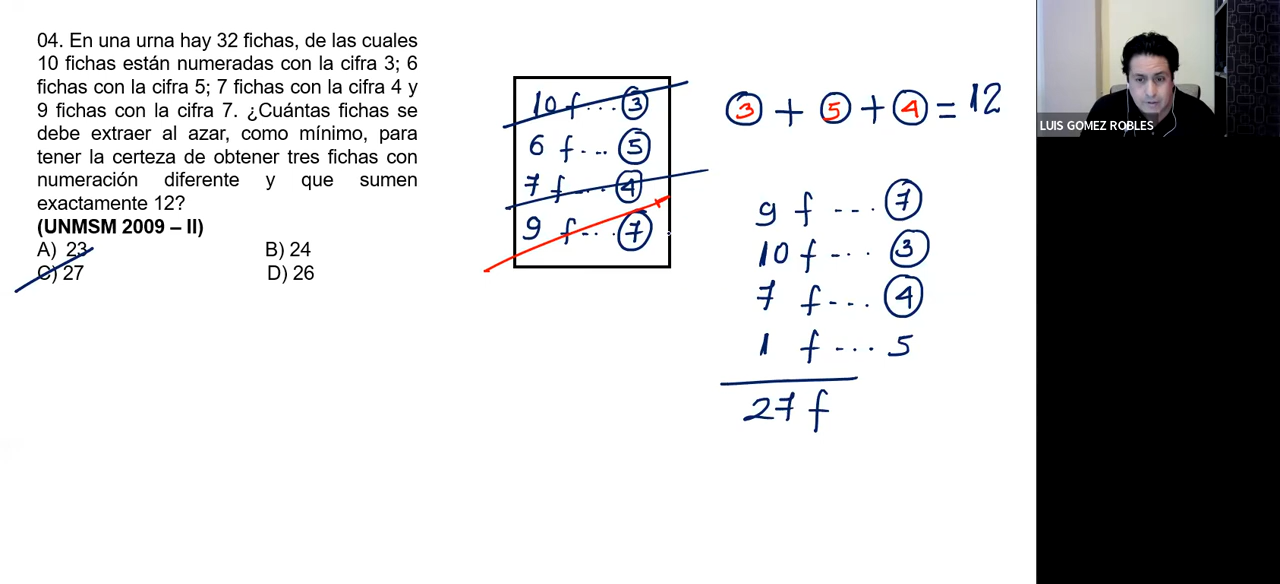 04. En una urna hay 32 fichas, de las cuales
10 fichas están numeradas con la cifra 3; 6
fichas con la cifra 5; 7 fichas con la cifra 4 y
9 fichas con la cifra 7. ¿Cuántas fichas se
debe extraer al azar, como mínimo, para
tener la certeza de obtener tres fichas con
numeración diferente y que sumen
exactamente 12?
(UNMSM 2009 – II)
A) 23 B) 24
C) 27 D) 26
10 f ... 3
6 f ... 5
7 f ... 4
9 f ... 7
3 + 5 + 4 = 12
9 f ... 7
10 f ... 3
7 f ... 4
1 f ... 5
27 f
LUIS GOMEZ ROBLES